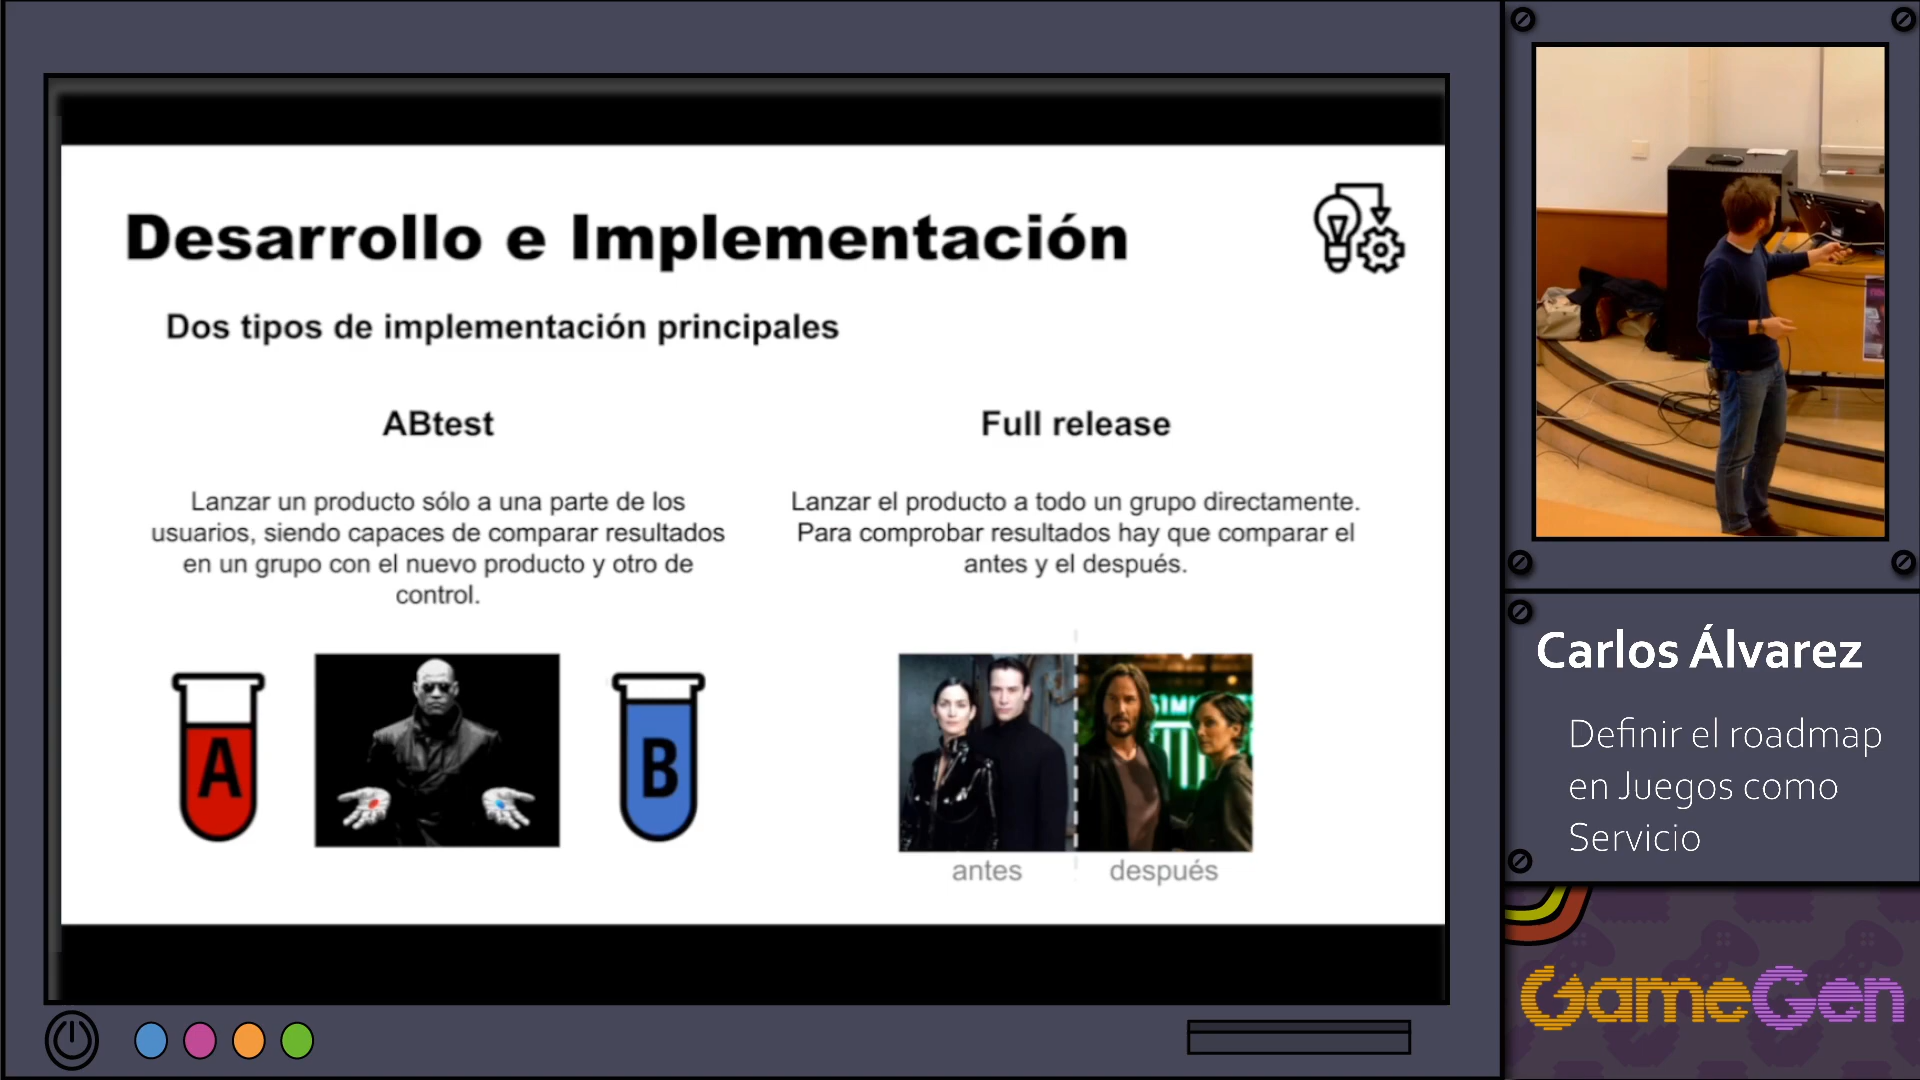 Desarrollo e Implementación
Dos tipos de implementación principales
ABtest
Lanzar un producto sólo a una parte de los
usuarios, siendo capaces de comparar resultados
en un grupo con el nuevo producto y otro de
control.
A
B
Full release
Lanzar el producto a todo un grupo directamente.
Para comprobar resultados hay que comparar el
antes y el después.
antes
después
Carlos Álvarez
Definir el roadmap
en Juegos como
Servicio
GameGen